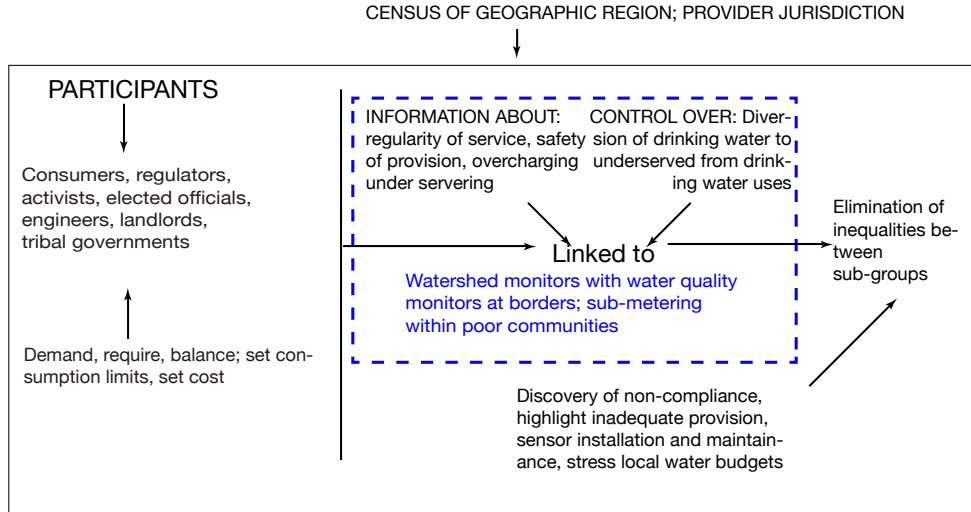 CENSUS OF GEOGRAPHIC REGION; PROVIDER JURISDICTION
PARTICIPANTS
Consumers, regulators,
activists, elected officials,
engineers, landlords,
tribal governments
Demand, require, balance; set con-
sumption limits, set cost
INFORMATION ABOUT:
regularity of service, safety
of provision, overcharging
under servering
CONTROL OVER: Diver-
sion of drinking water to
underserved from drink-
ing water uses
Linked to
Watershed monitors with water quality
monitors at borders; sub-metering
within poor communities
Elimination of
inequalities be-
tween
sub-groups
Discovery of non-compliance,
highlight inadequate provision,
sensor installation and maintain-
ance, stress local water budgets